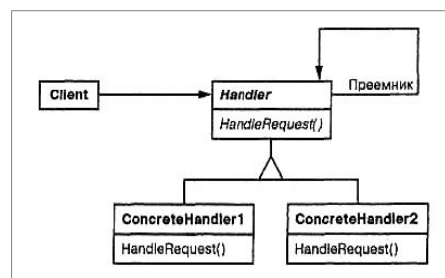 Client
Handler
Преемник
HandleRequest()
ConcreteHandler1
ConcreteHandler2
HandleRequest()
HandleRequest()